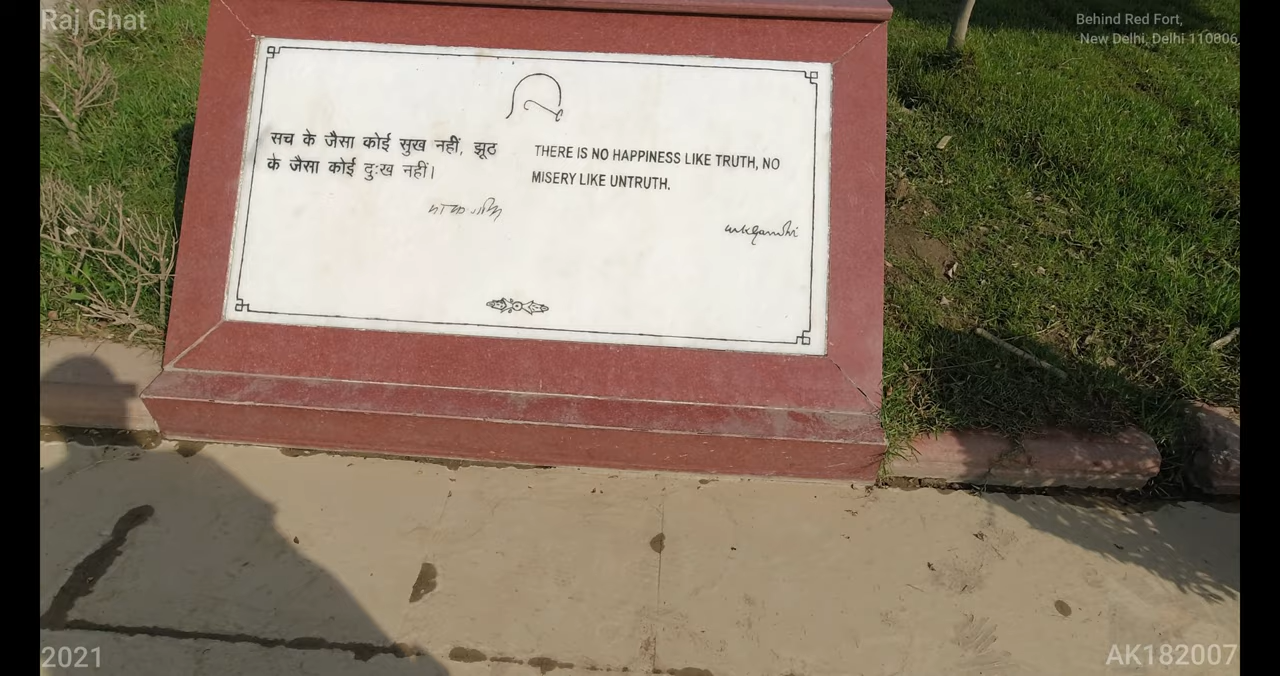 Raj Ghat
Behind Red Fort,
New Delhi, Delhi 110006
सच के जैसा कोई सुख नहीं, झूठ
के जैसा कोई दुःख नहीं।
THERE IS NO HAPPINESS LIKE TRUTH, NO
MISERY LIKE UNTRUTH.
mkgandhi
2021
AK182007